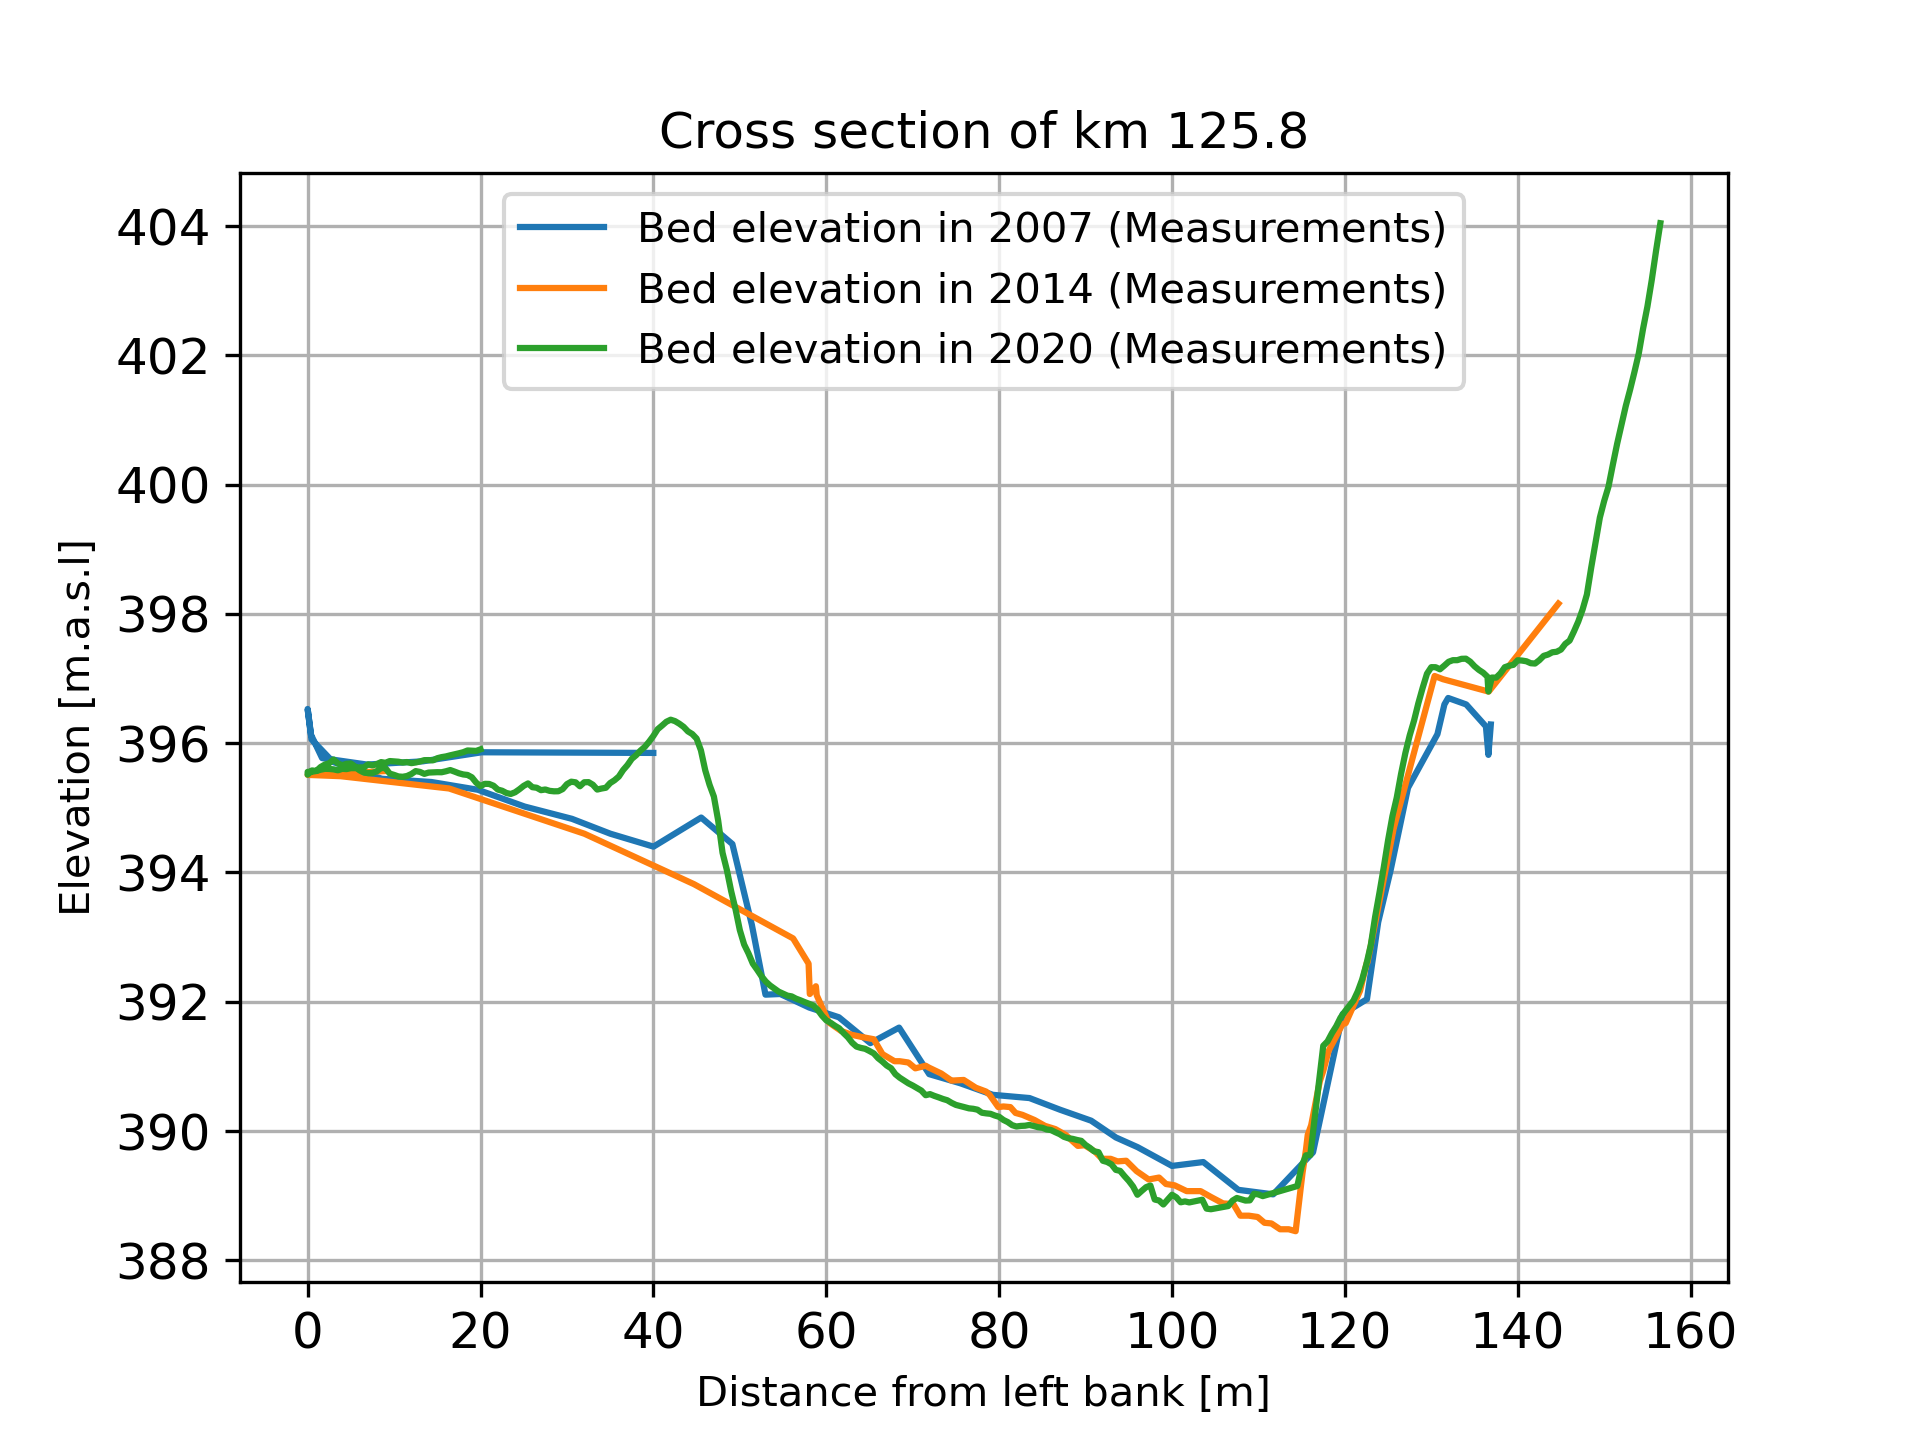 Cross section of km 125.8
Bed elevation in 2007 (Measurements)
Bed elevation in 2014 (Measurements)
Bed elevation in 2020 (Measurements)
Elevation [m.a.s.l]
404
402
400
398
396
394
392
390
388
0 20 40 60 80 100 120 140 160
Distance from left bank [m]